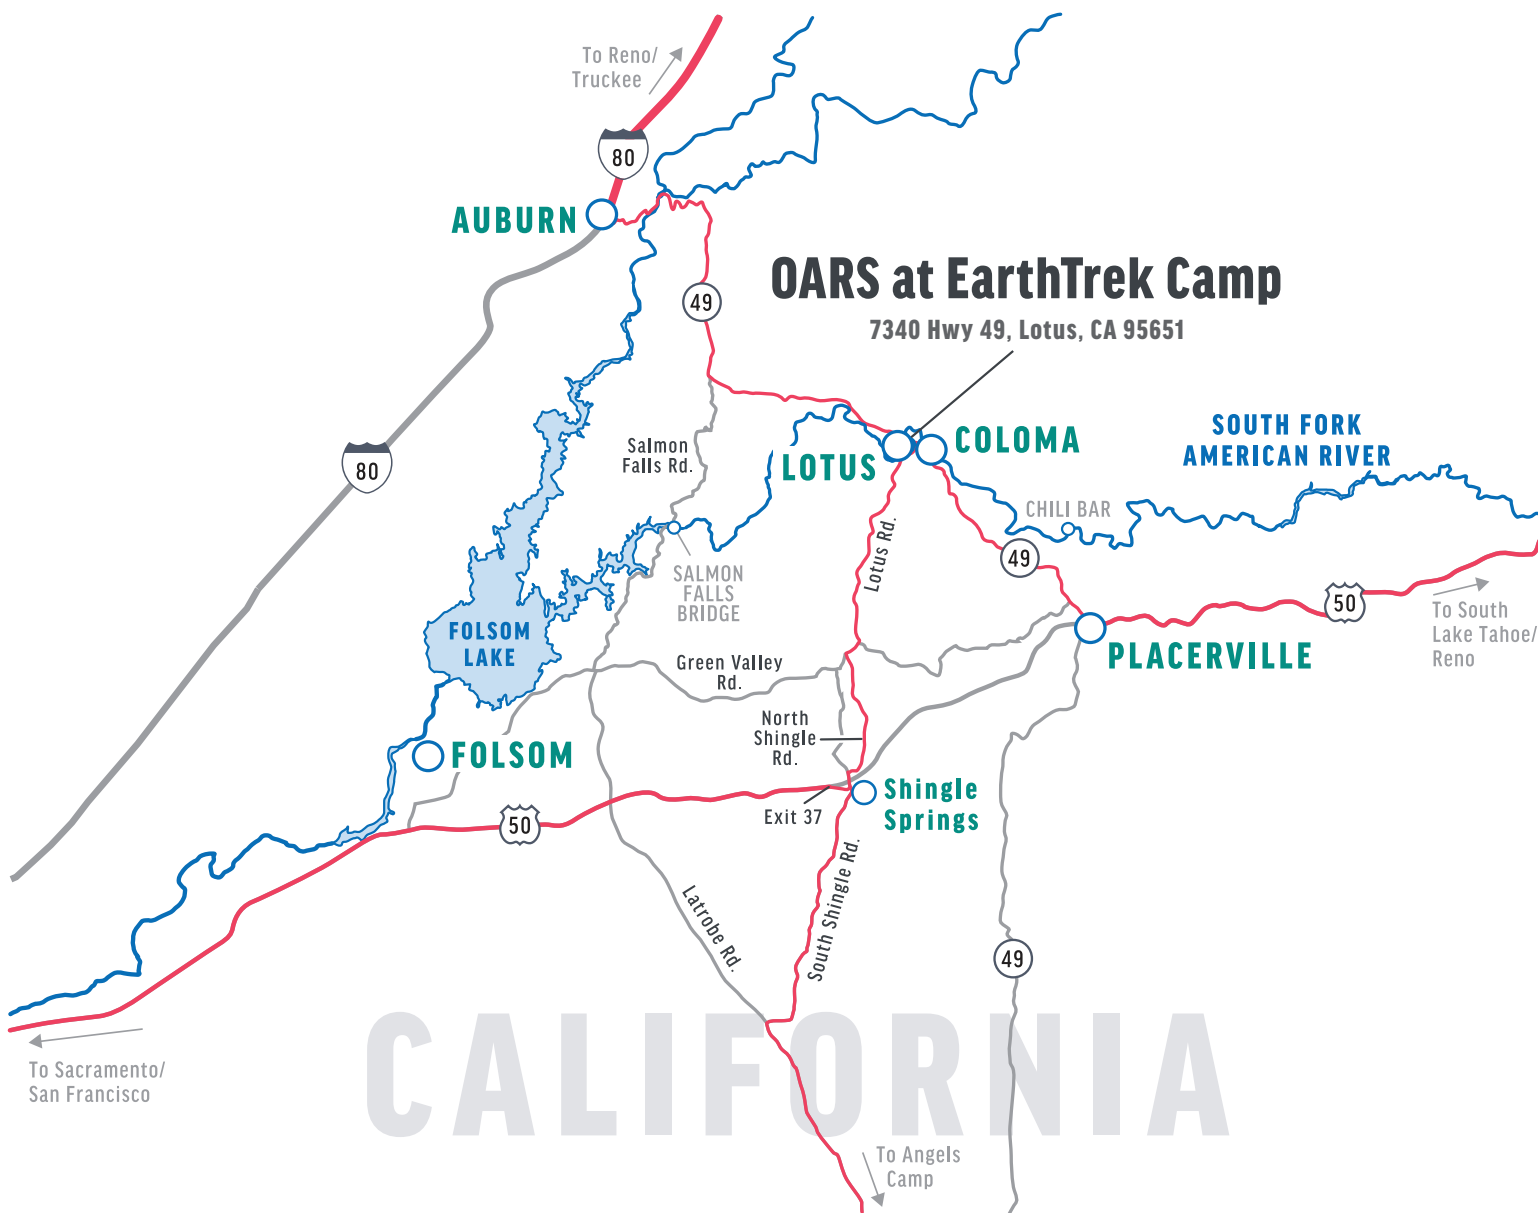 To Reno/
Truckee
80
AUBURN
OARS at EarthTrek Camp
7340 Hwy 49, Lotus, CA 95651
49
SOUTH FORK
AMERICAN RIVER
COLOMA
LOTUS
Salmon
Falls Rd.
80
CHILI BAR
Lotus Rd.
49
SALMON
FALLS
BRIDGE
50
To South
Lake Tahoe/
Reno
FOLSOM
LAKE
PLACERVILLE
Green Valley
Rd.
North
Shingle
Rd.
FOLSOM
Shingle
Springs
Exit 37
50
South Shingle Rd.
Latrobe Rd.
49
CALIFORNIA
To Sacramento/
San Francisco
To Angels
Camp